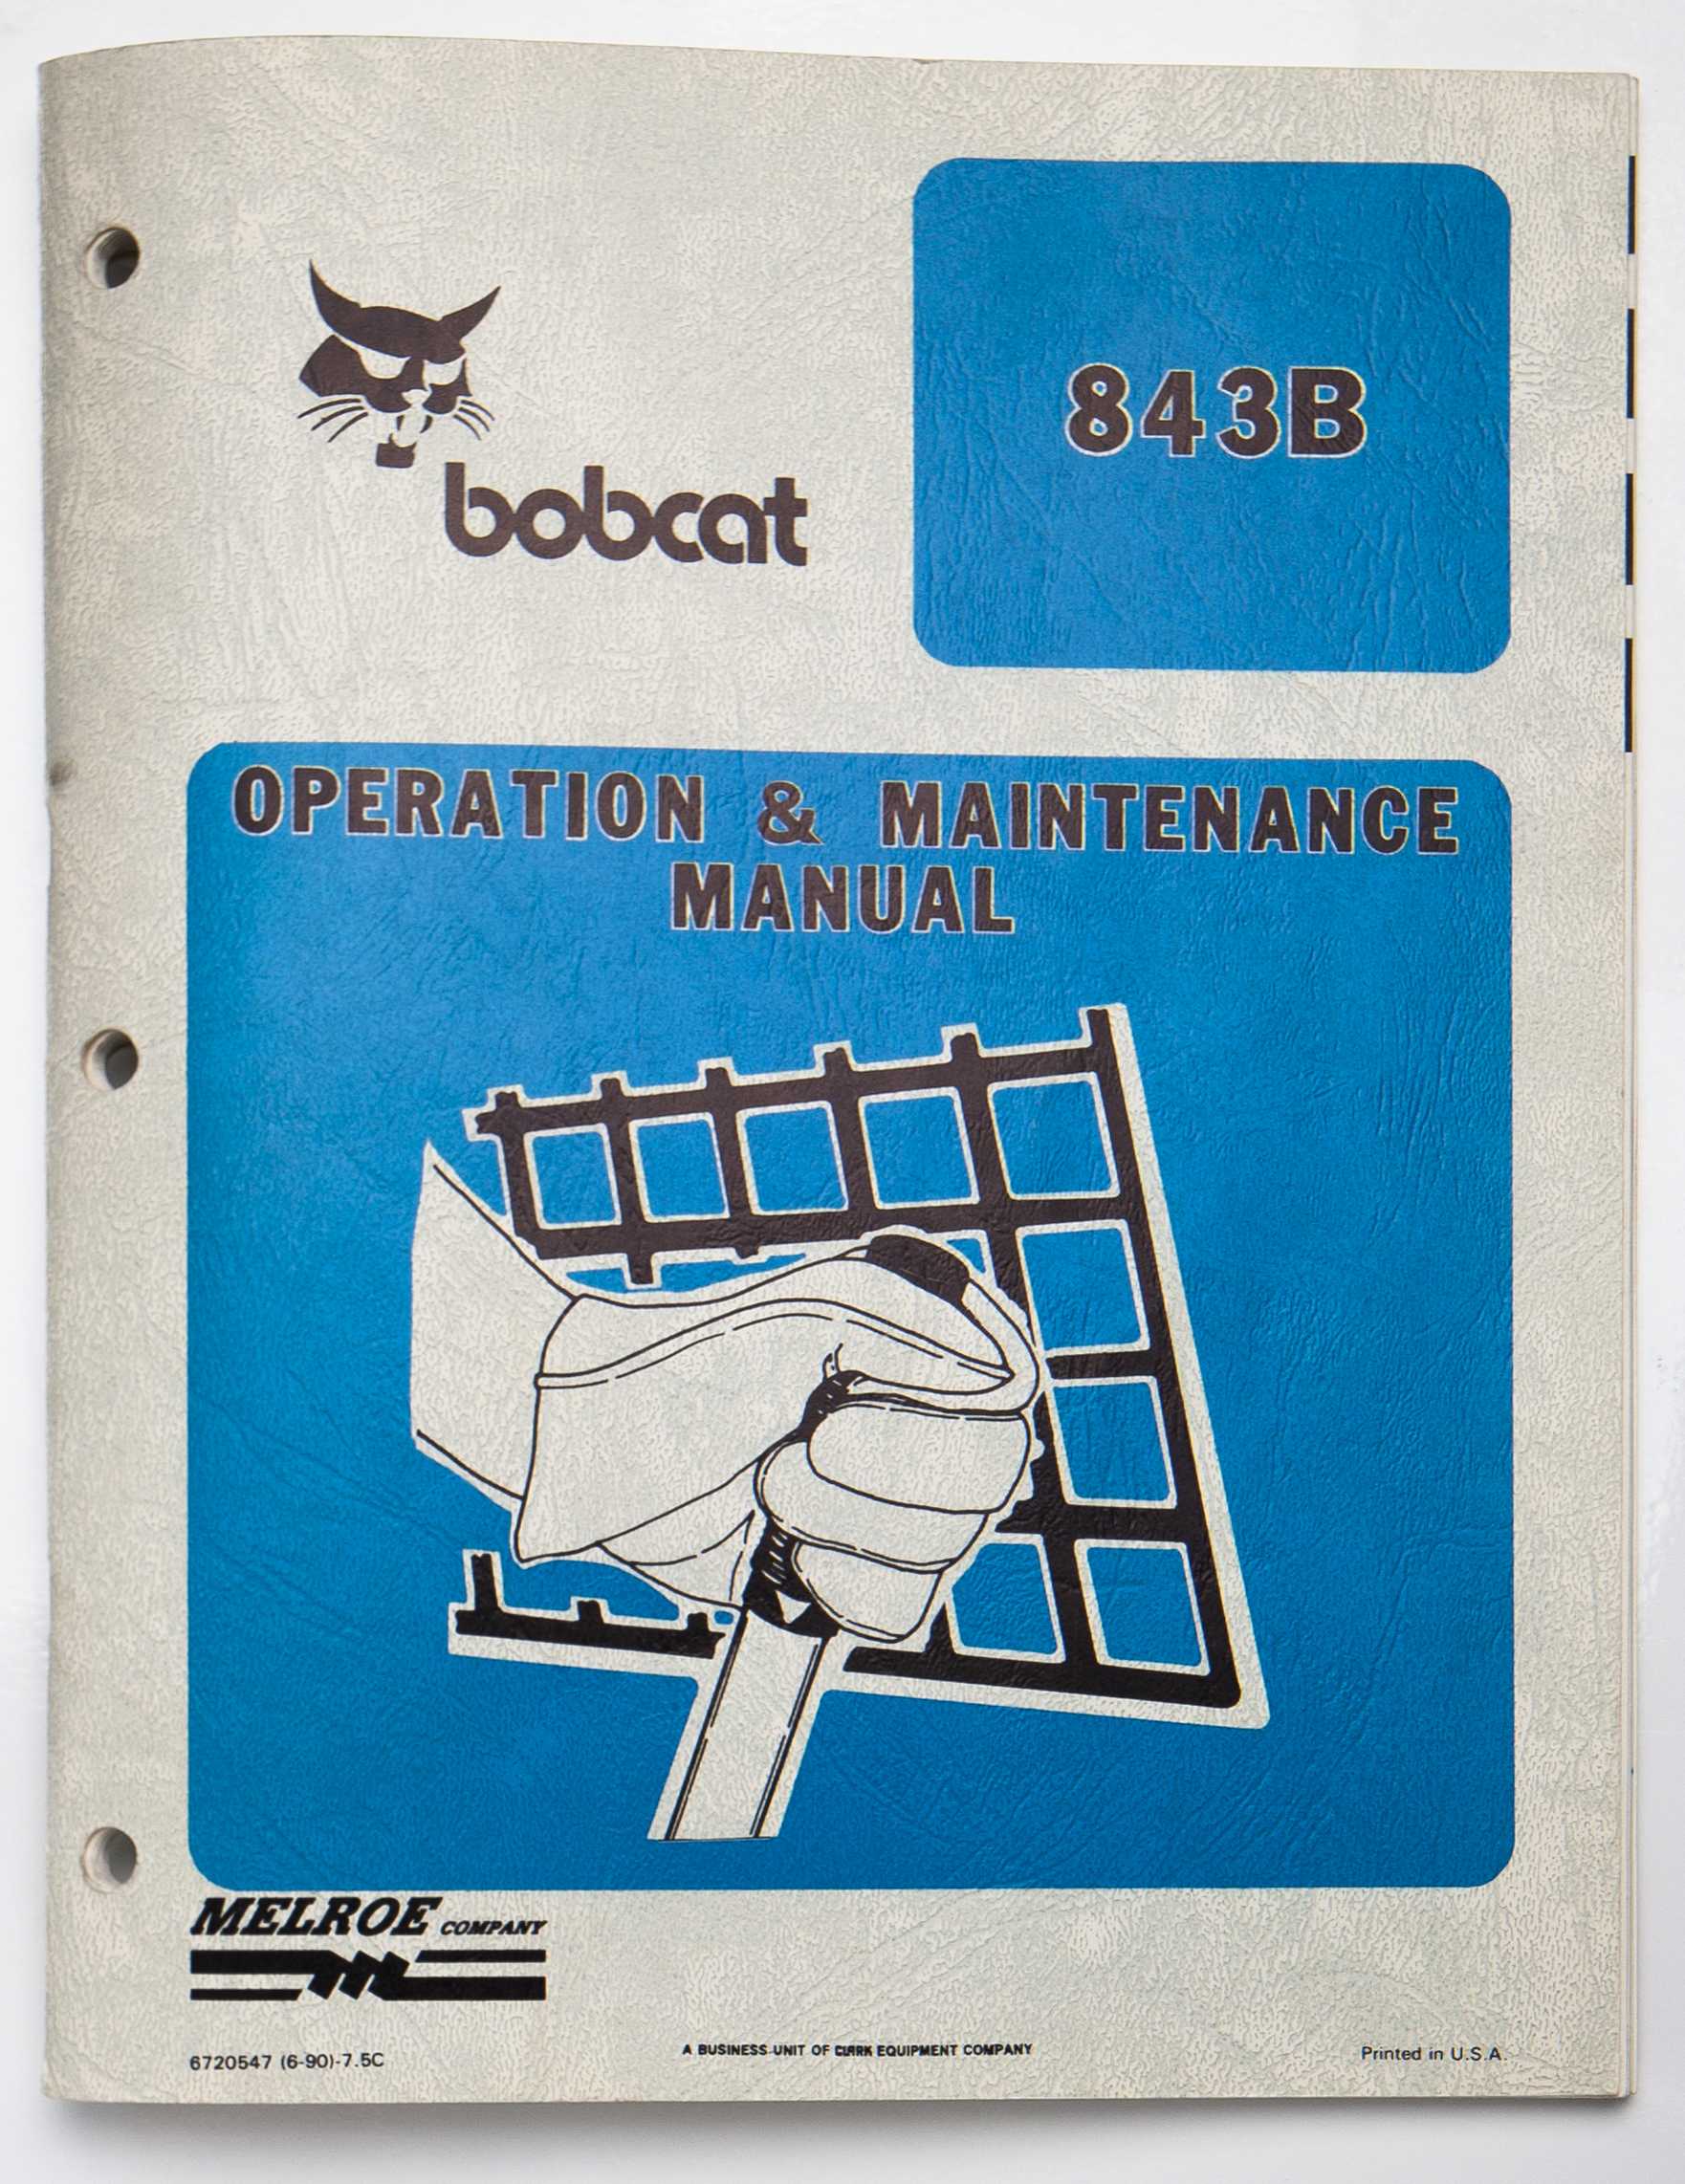 bobcat
843B
OPERATION & MAINTENANCE
MANUAL
MELROE COMPANY
6720547 (6-90)-7.5C
A BUSINESS UNIT OF CLARK EQUIPMENT COMPANY
Printed in U.S.A.